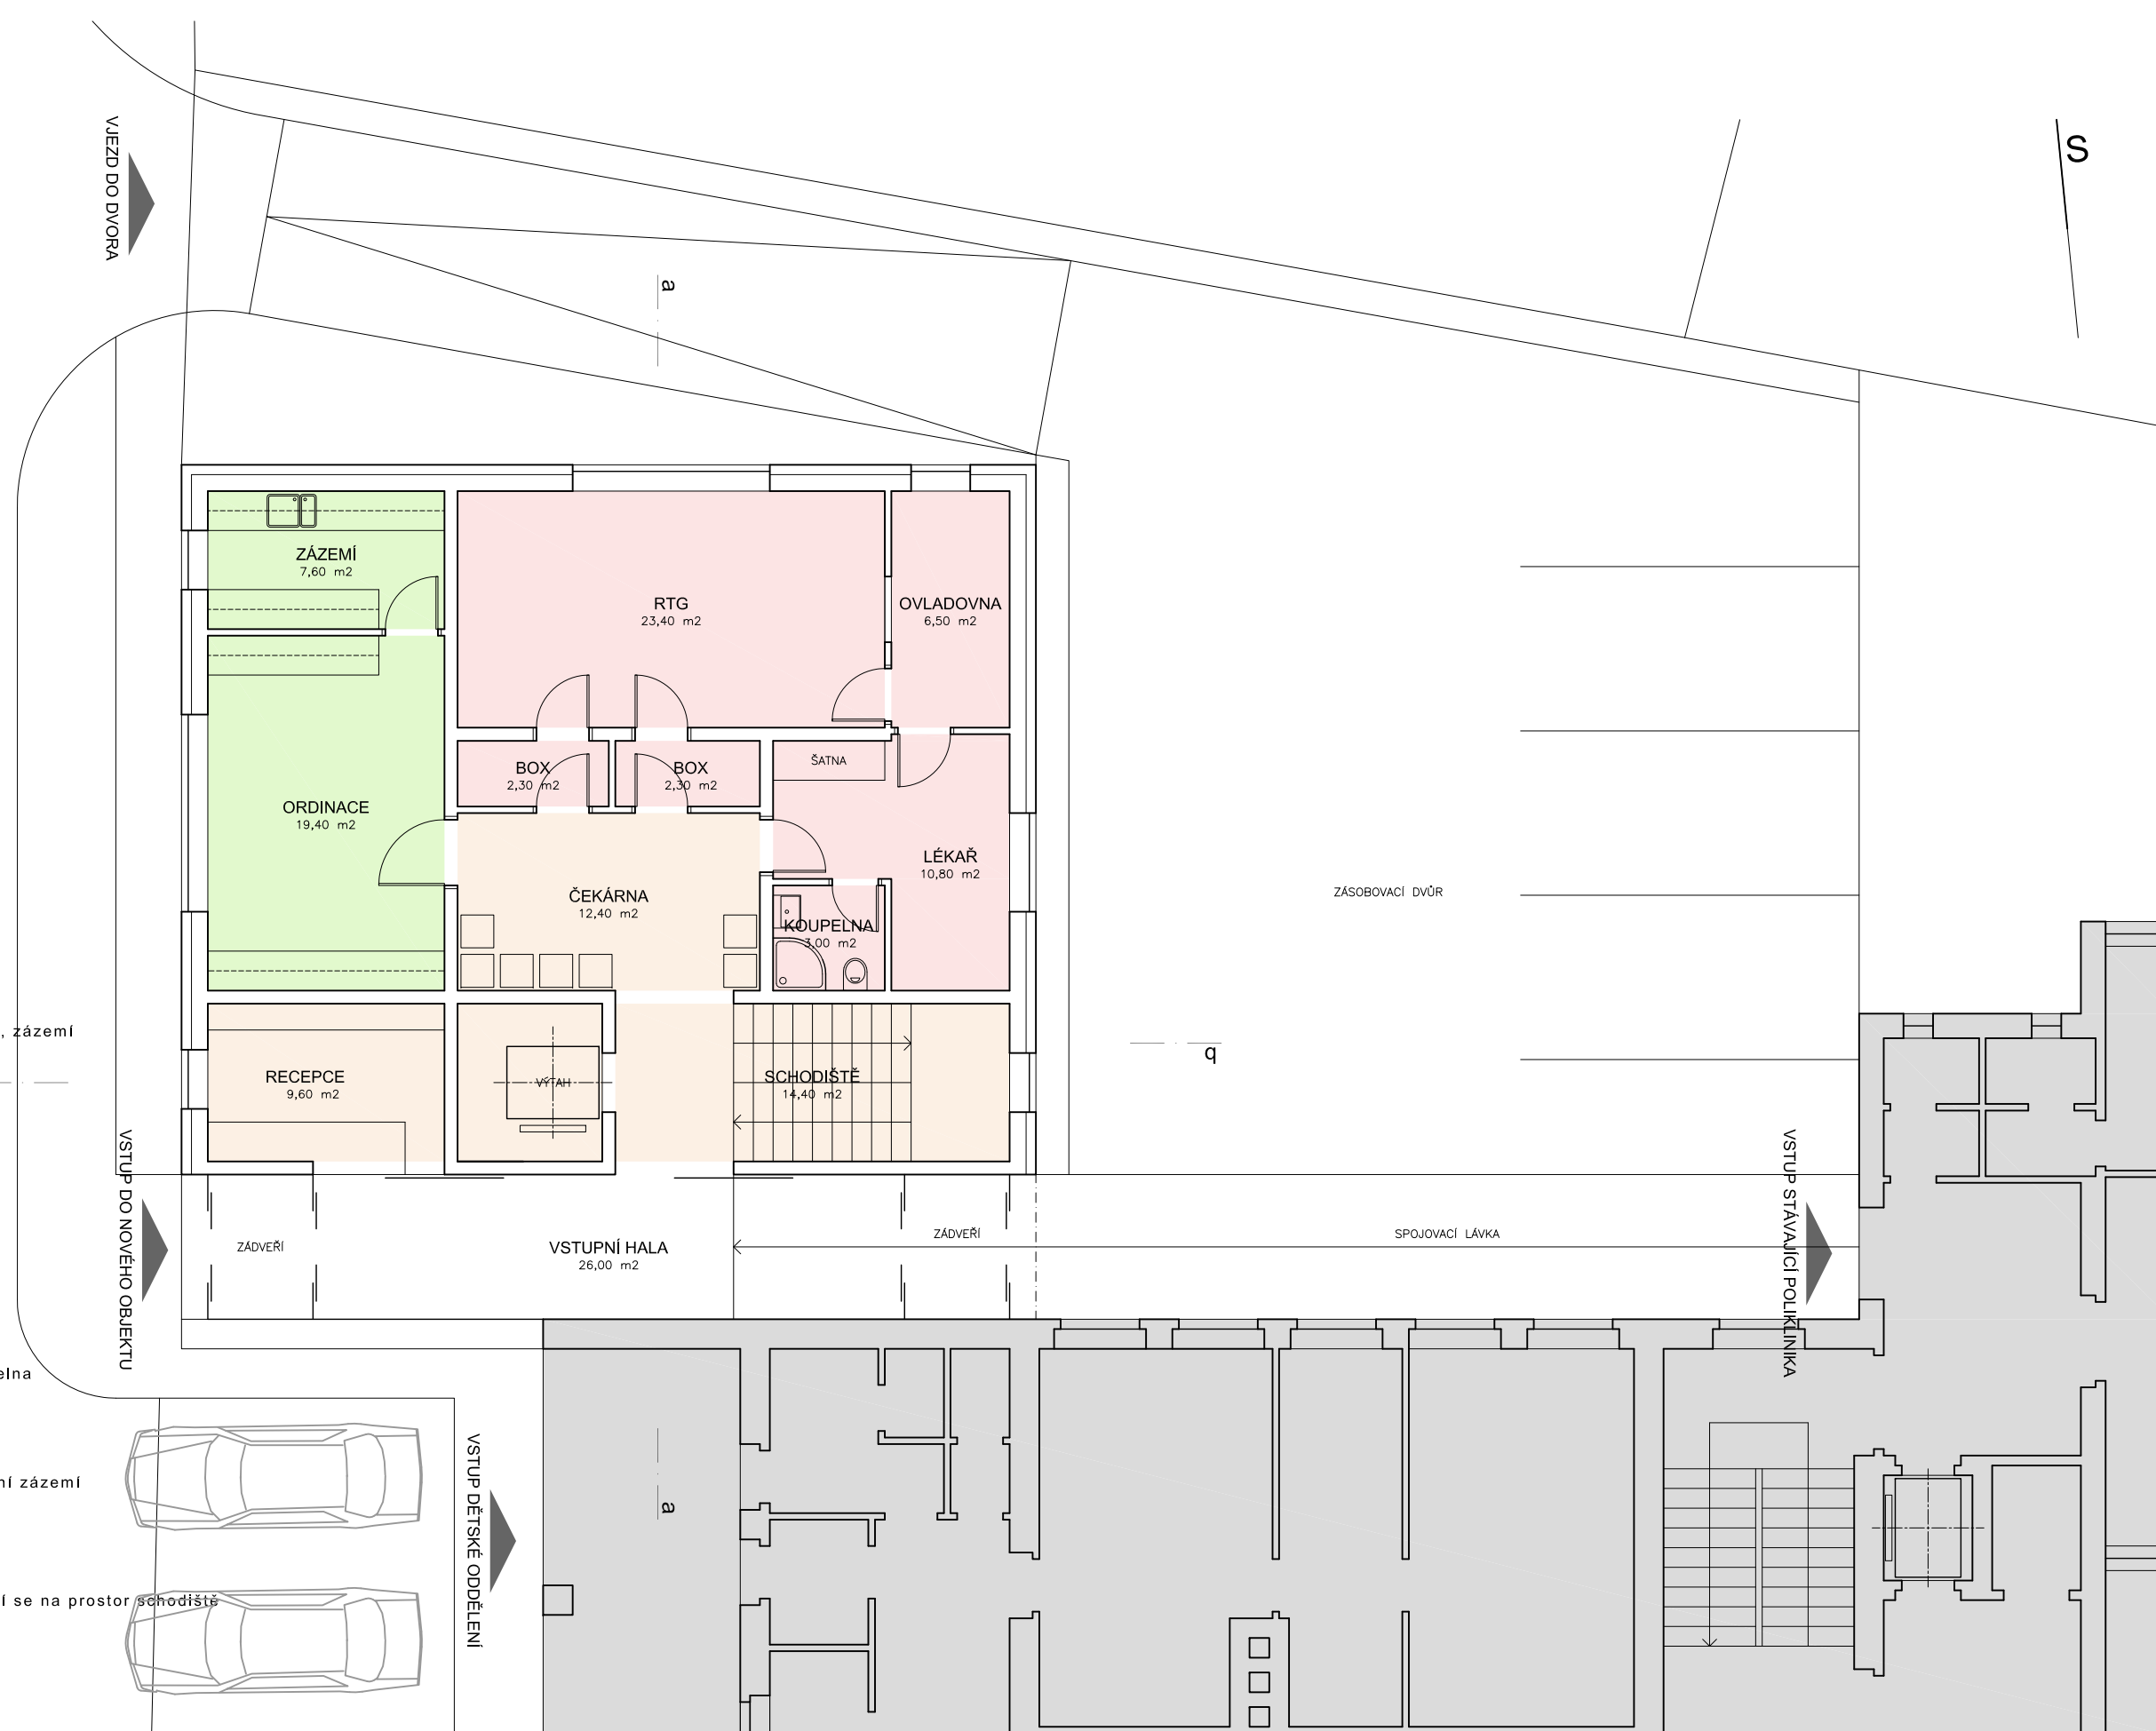 VJEZD DO DVORA
S
a
ZÁZEMÍ
7,60 m2
RTG
23,40 m2
OVLADOVNA
6,50 m2
BOX
2,30 m2
BOX
2,30 m2
ŠATNA
ORDINACE
19,40 m2
LÉKAŘ
10,80 m2
ČEKÁRNA
12,40 m2
KOUPELNA
3,00 m2
ZÁSOBOVACÍ DVŮR
, zázemí
b
RECEPCE
9,60 m2
VÝTAH
SCHODIŠTĚ
14,40 m2
VSTUP DO NOVÉHO OBJEKTU
ZÁDVEŘÍ
VSTUPNÍ HALA
26,00 m2
ZÁDVEŘÍ
SPOJOVACÍ LÁVKA
VSTUP STÁVAJÍCÍ POLIKLINIKA
elna
ní zázemí
VSTUP DĚTSKÉ ODDĚLENÍ
a
í se na prostor schodiště